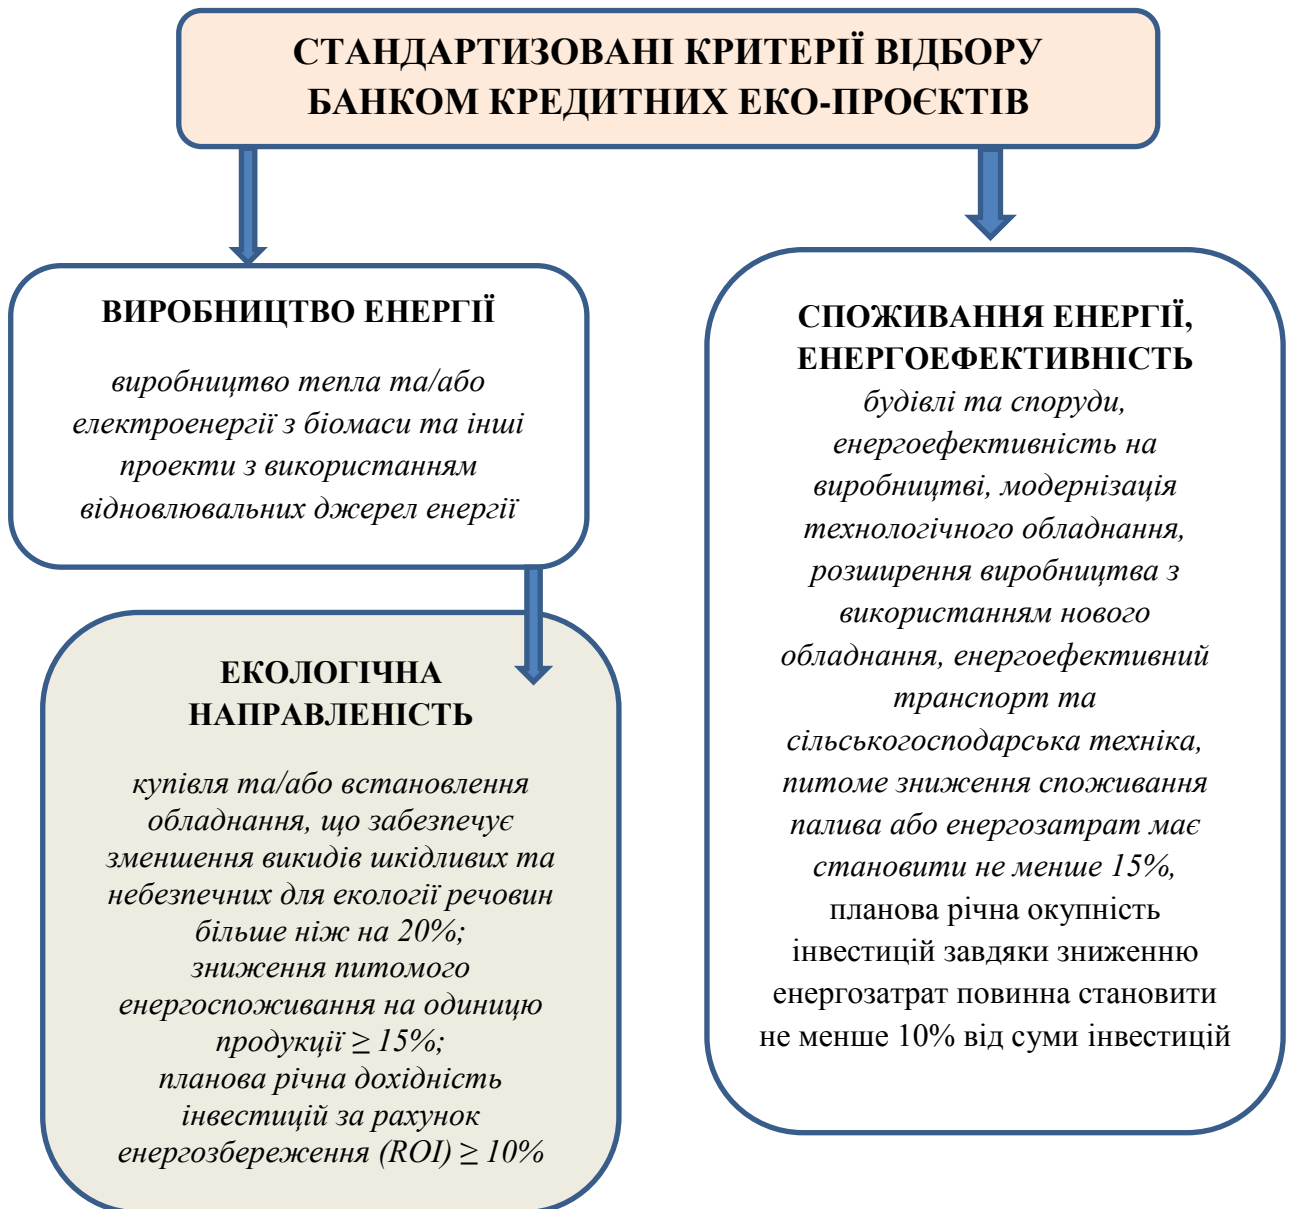 СТАНДАРТИЗОВАНІ КРИТЕРІЇ ВІДБОРУ
БАНКОМ КРЕДИТНИХ ЕКО-ПРОЄКТІВ
ВИРОБНИЦТВО ЕНЕРГІЇ
виробництво тепла та/або
електроенергії з біомаси та інші
проекти з використанням
відновлювальних джерел енергії
ЕКОЛОГІЧНА
НАПРАВЛЕНІСТЬ
купівля та/або встановлення
обладнання, що забезпечує
зменшення викидів шкідливих та
небезпечних для екології речовин
більше ніж на 20%;
зниження питомого
енергоспоживання на одиницю
продукції ≥ 15%;
планова річна дохідність
інвестицій за рахунок
енергозбереження (ROI) ≥ 10%
СПОЖИВАННЯ ЕНЕРГІЇ,
ЕНЕРГОЕФЕКТИВНІСТЬ
будівлі та споруди,
енергоефективність на
виробництві, модернізація
технологічного обладнання,
розширення виробництва з
використанням нового
обладнання, енергоефективний
транспорт та
сільськогосподарська техніка,
питоме зниження споживання
палива або енергозатрат має
становити не менше 15%,
планова річна окупність
інвестицій завдяки зниженню
енергозатрат повинна становити
не менше 10% від суми інвестицій